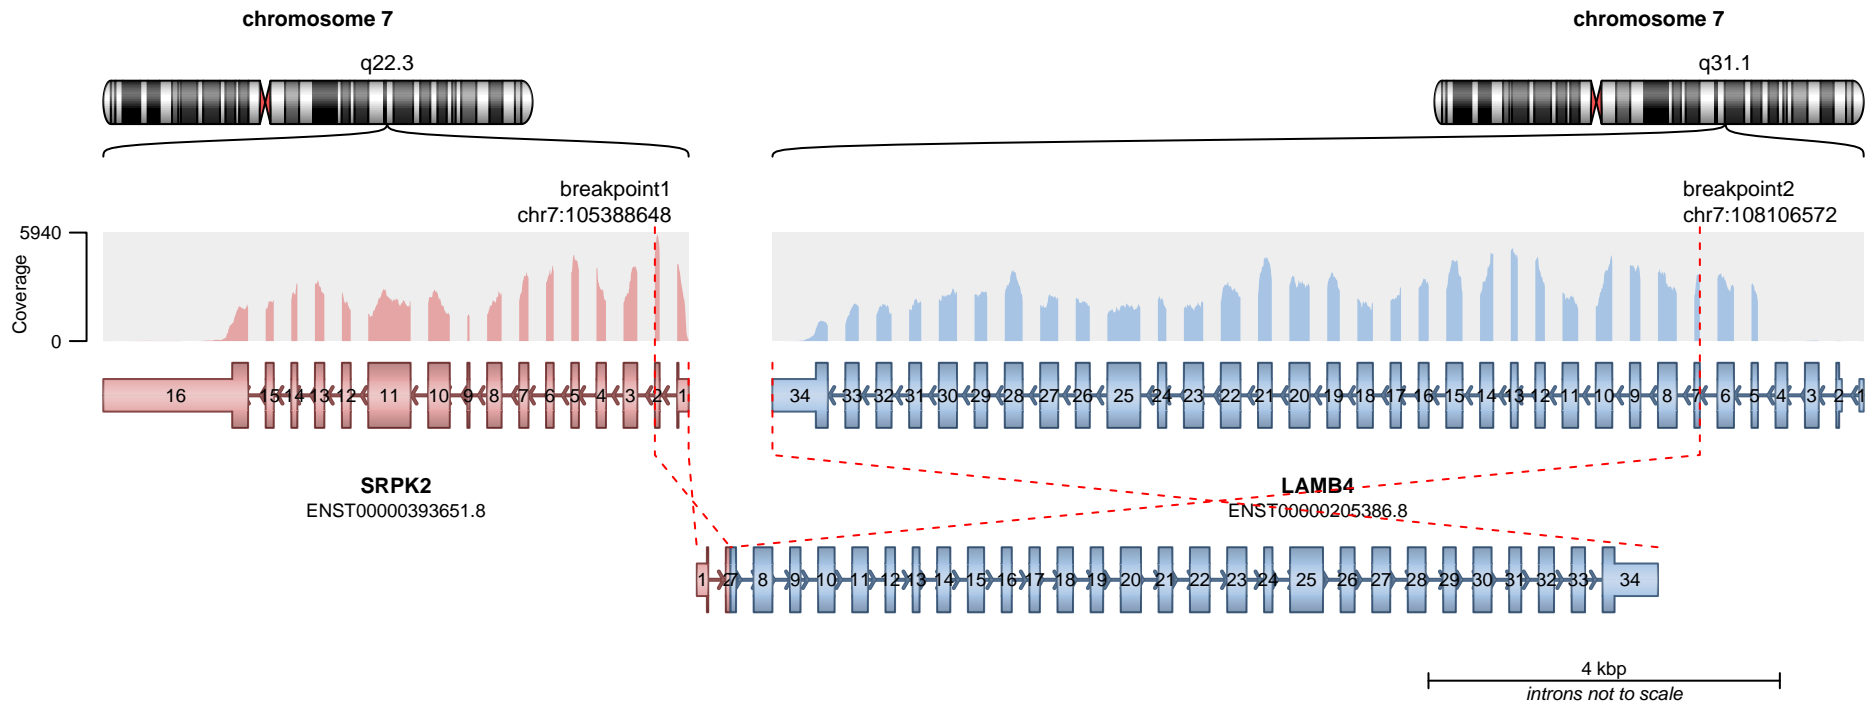 chromosome 7
chromosome 7
q22.3
q31.1
breakpoint1
chr7:105388648
breakpoint2
chr7:108106572
5940
0
Coverage
16 15 14 13 12 11 10 9 8 7 6 5 4 3 2 1
34 33 32 31 30 29 28 27 26 25 24 23 22 21 20 19 18 17 16 15 14 13 12 11 10 9 8 7 6 5 4 3 2 1
SRPK2
ENST00000393651.8
LAMB4
ENST00000205386.8
1 2 7 8 9 10 11 12 13 14 15 16 17 18 19 20 21 22 23 24 25 26 27 28 29 30 31 32 33 34
4 kbp
introns not to scale